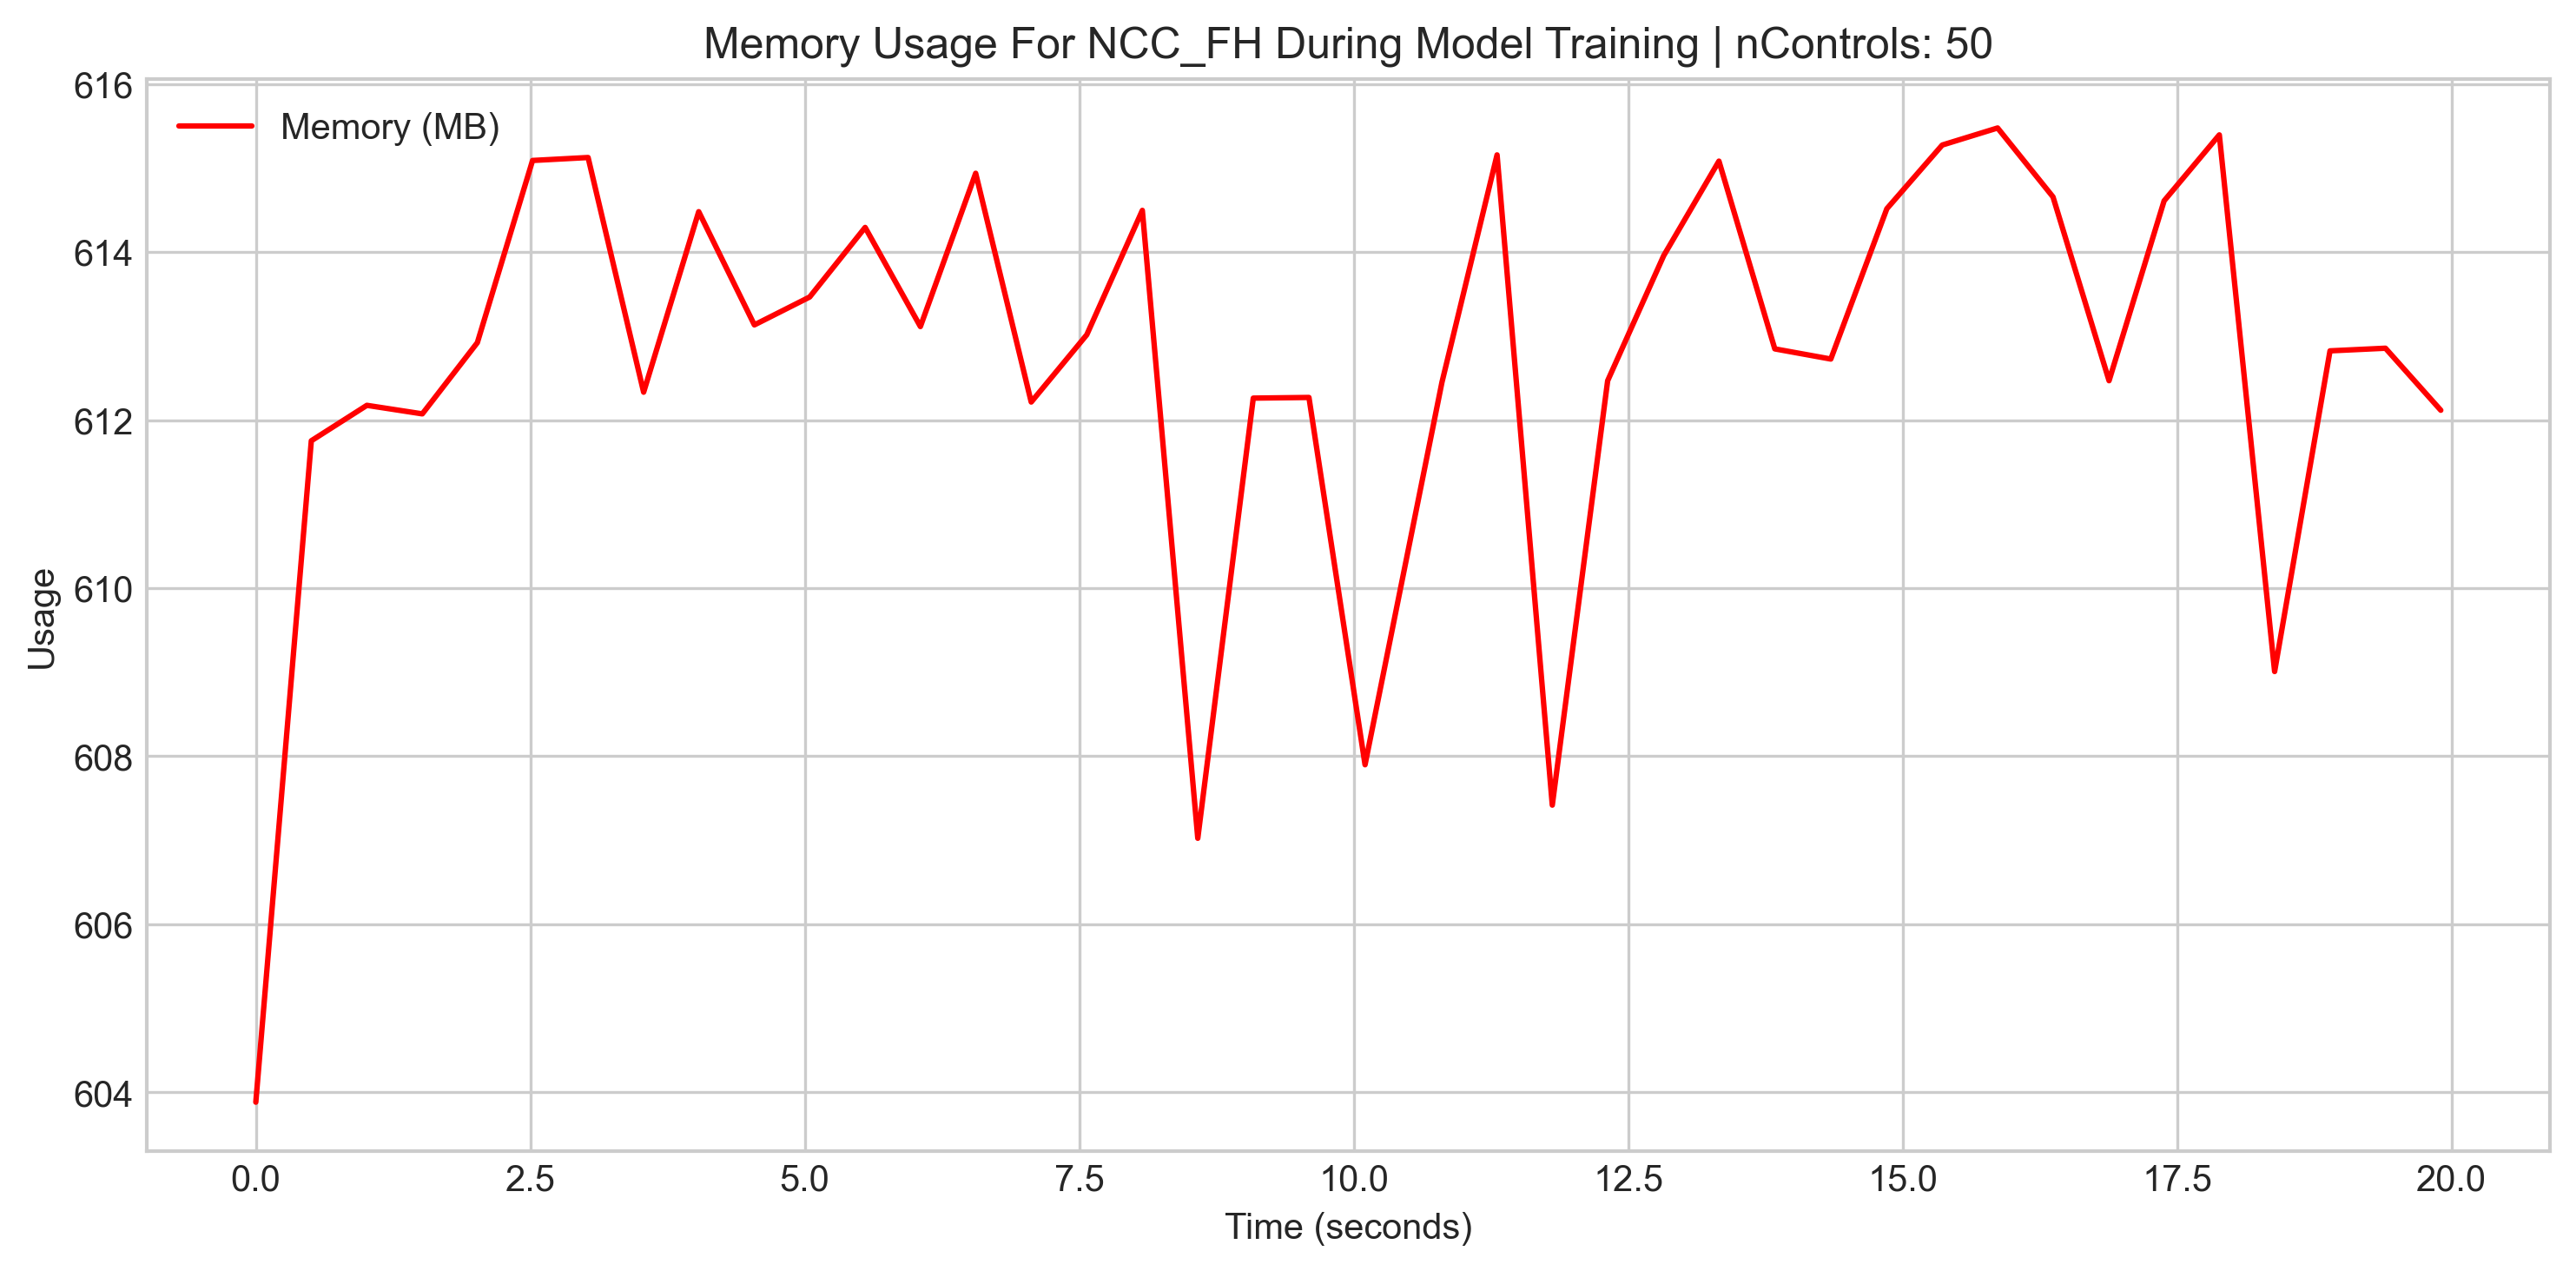 Memory Usage For NCC_FH During Model Training | nControls: 50
616
Memory (MB)
614
612
610
608
606
604
Usage
0.0 2.5 5.0 7.5 10.0 12.5 15.0 17.5 20.0
Time (seconds)